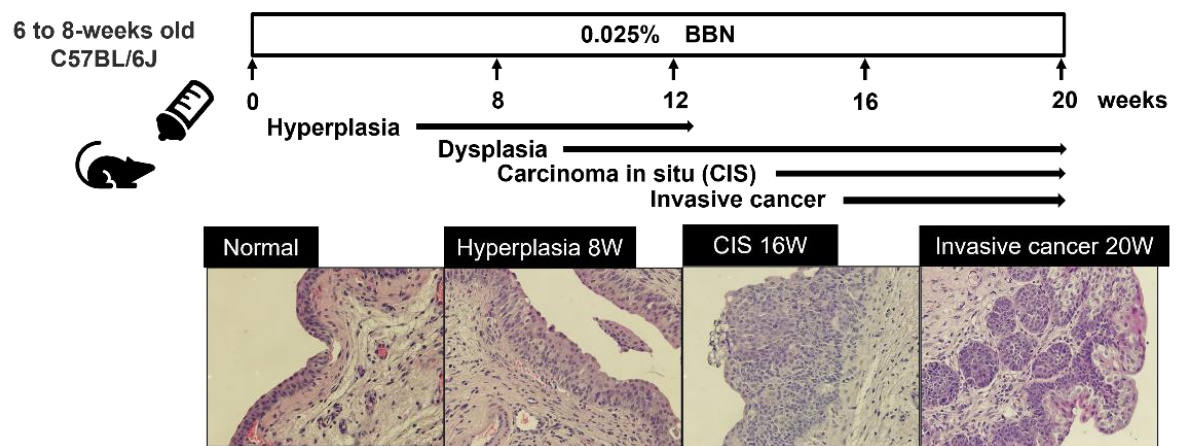 6 to 8-weeks old
C57BL/6J
0.025% BBN
0 8 12 16 20 weeks
Hyperplasia
Dysplasia
Carcinoma in situ (CIS)
Invasive cancer
Normal
Hyperplasia 8W
CIS 16W
Invasive cancer 20W